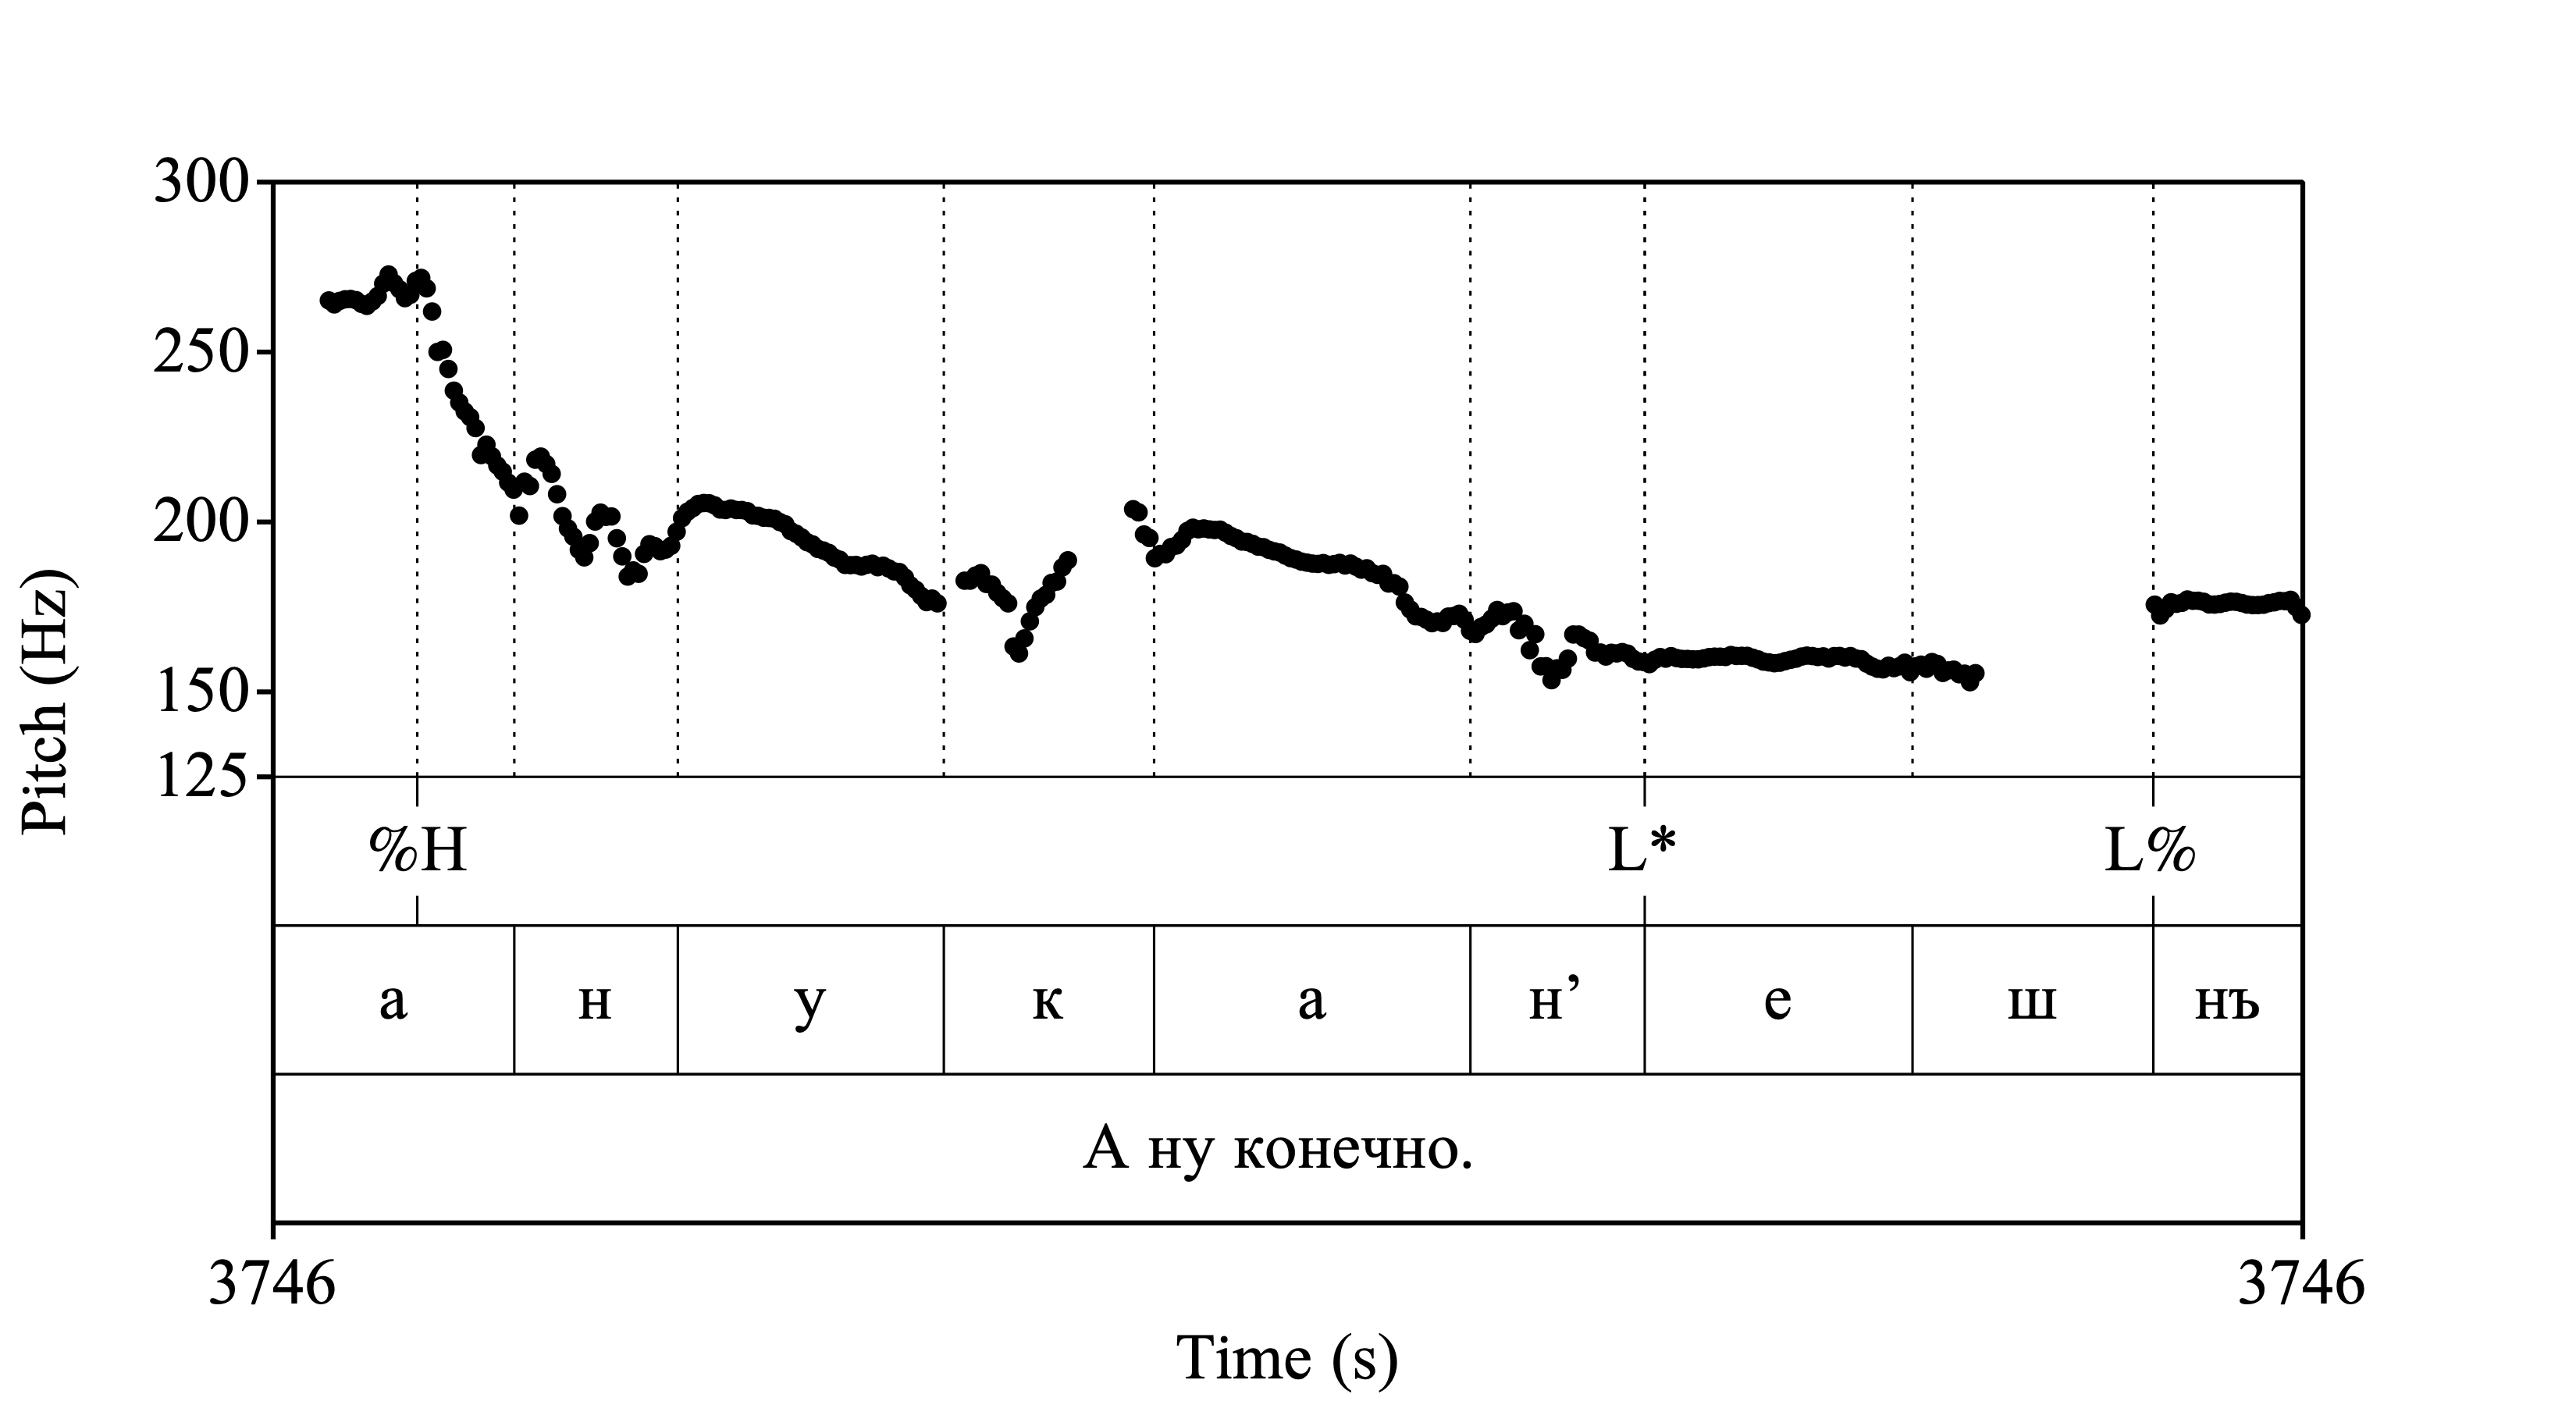 300
250
200
150
125
Pitch (Hz)
%H L* L%
а н у к а н’ е ш нъ
А ну конечно.
3746 3746
Time (s)